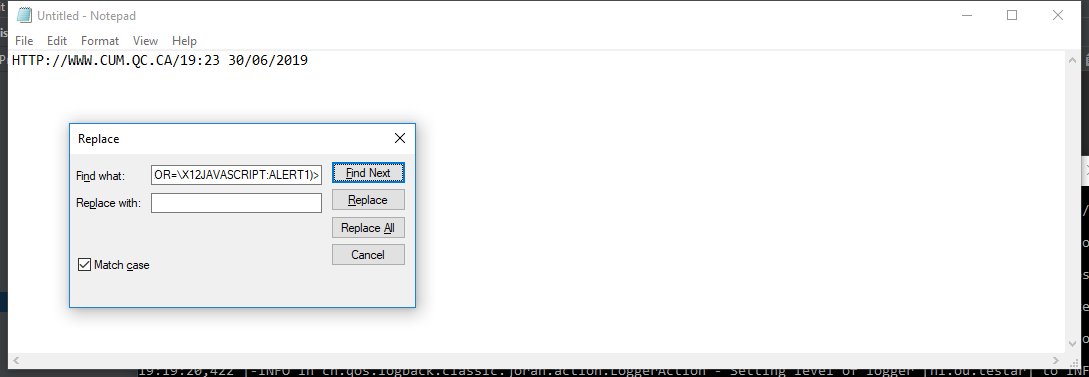 Untitled - Notepad
File Edit Format View Help
HTTP://WWW.CUM.QC.CA/19:23 30/06/2019
Replace
Find what: OR=\X12JAVASCRIPT:ALERT1)> Find Next
Replace with: Replace
Replace All
Cancel
Match case
19:19:20,422 |-INFO in ch.qos.logback.classic.joran.action.LoggerAction - Setting level of logger [nl.ou.testar] to INF